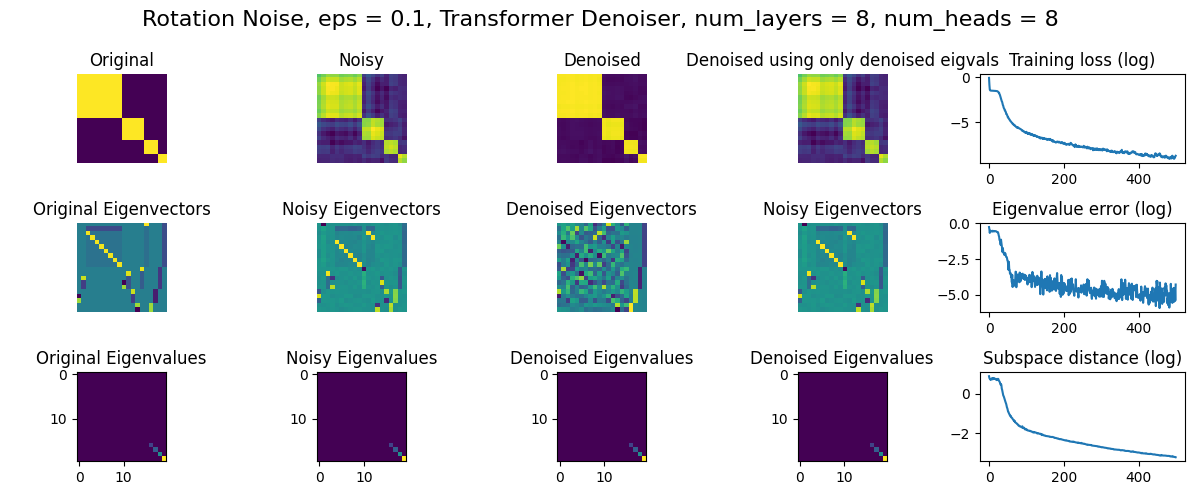 Rotation Noise, eps = 0.1, Transformer Denoiser, num_layers = 8, num_heads = 8
Original
Noisy
Denoised
Denoised using only denoised eigvals
Training loss (log)
0
−5
0
200
400
Original Eigenvectors
Noisy Eigenvectors
Denoised Eigenvectors
Noisy Eigenvectors
Eigenvalue error (log)
0.0
−2.5
−5.0
0
200
400
Original Eigenvalues
Noisy Eigenvalues
Denoised Eigenvalues
Denoised Eigenvalues
Subspace distance (log)
0
10
0
10
0
10
0
10
0
−2
0
10
0
10
0
10
0
10
0
200
400